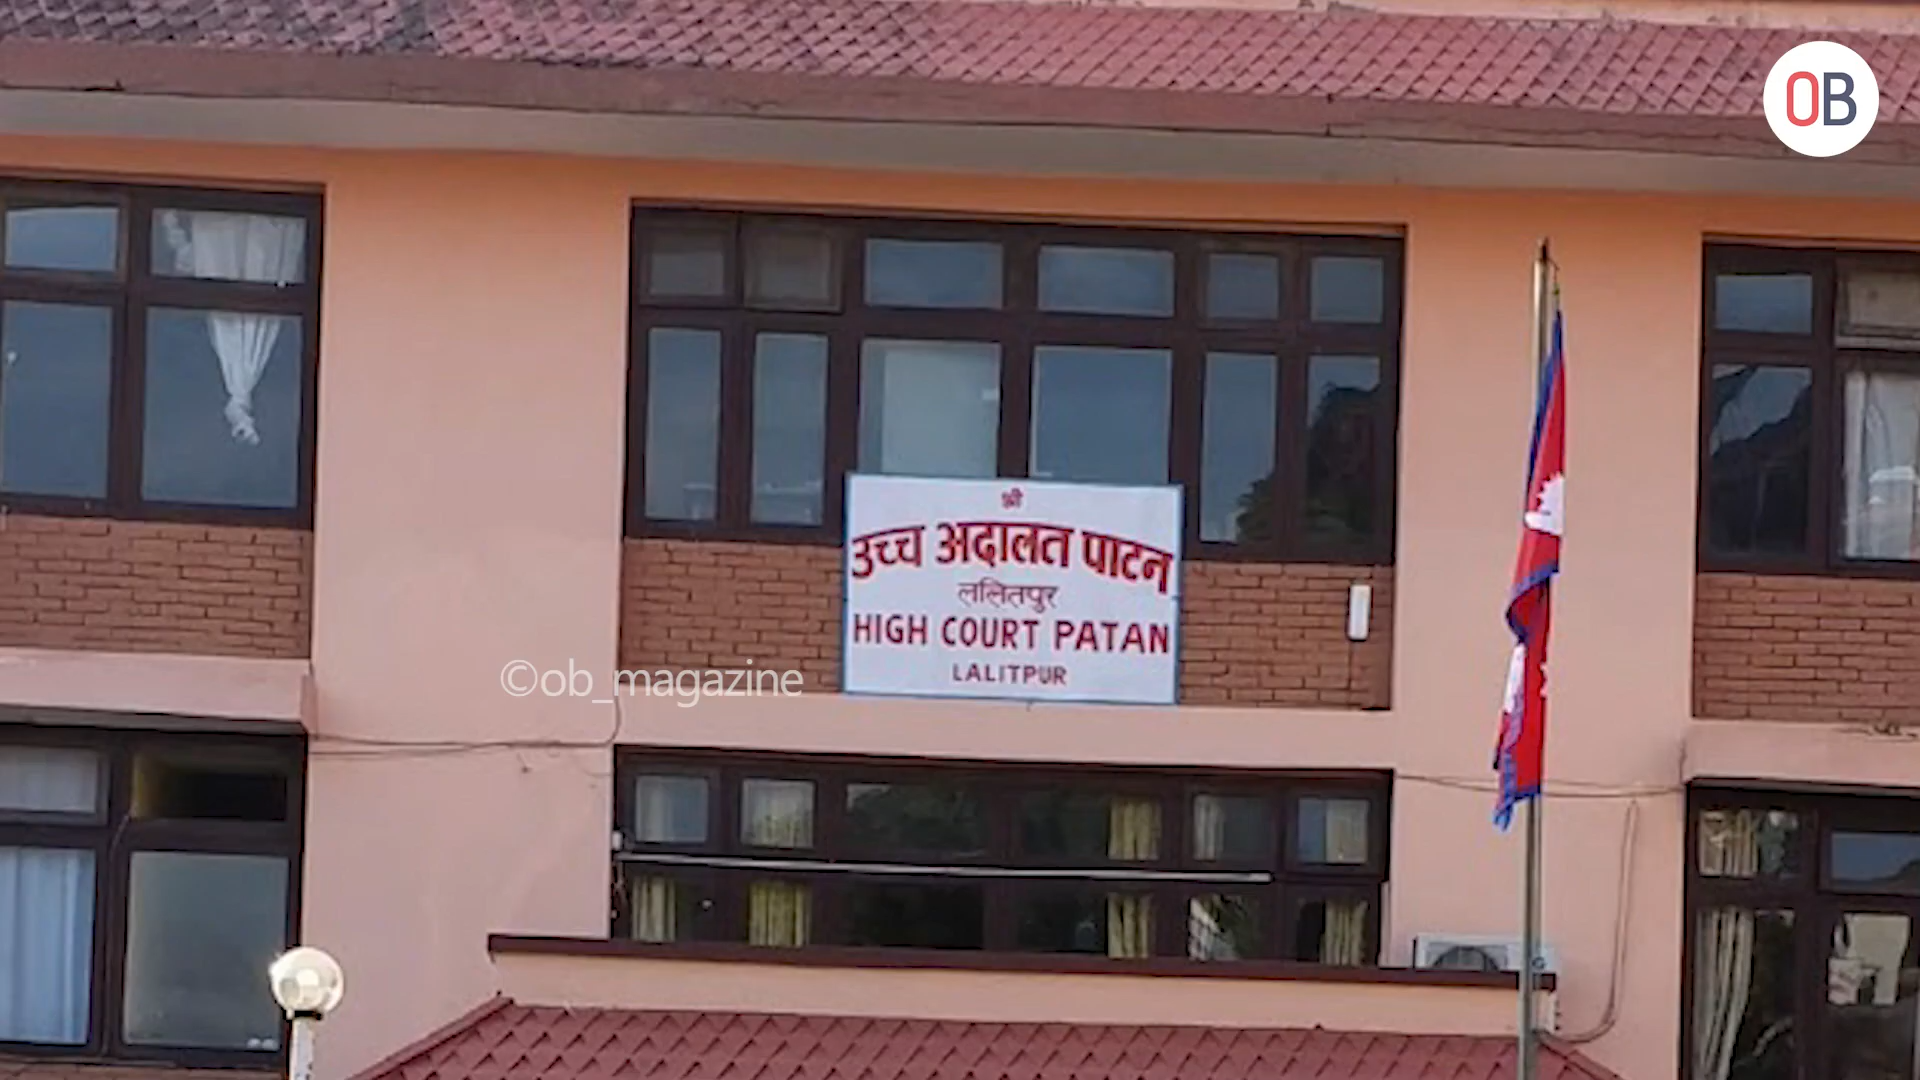 OB
श्री
उच्च अदालत पाटन
ललितपुर
HIGH COURT PATAN
LALITPUR
©ob_magazine